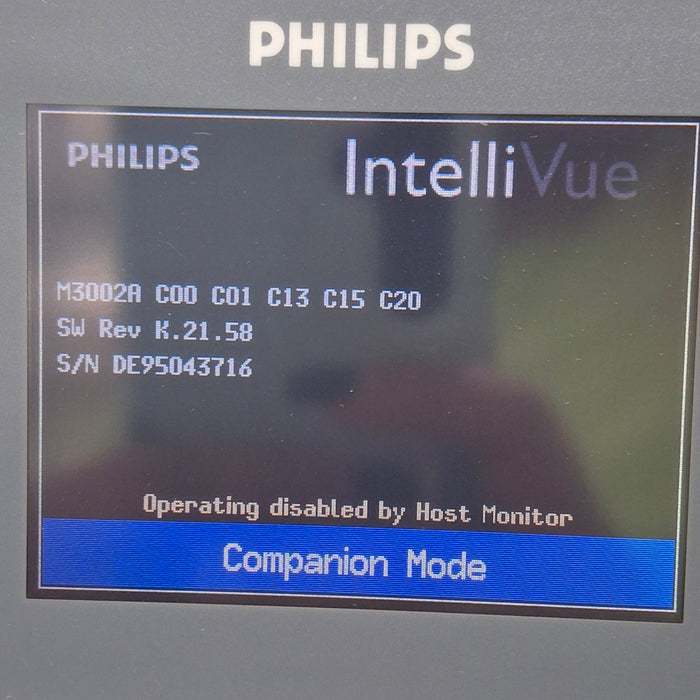 PHILIPS
PHILIPS IntelliVue
M3002A C00 C01 C13 C15 C20
SW Rev K.21.58
S/N DE95043716
Operating disabled by Host Monitor
Companion Mode